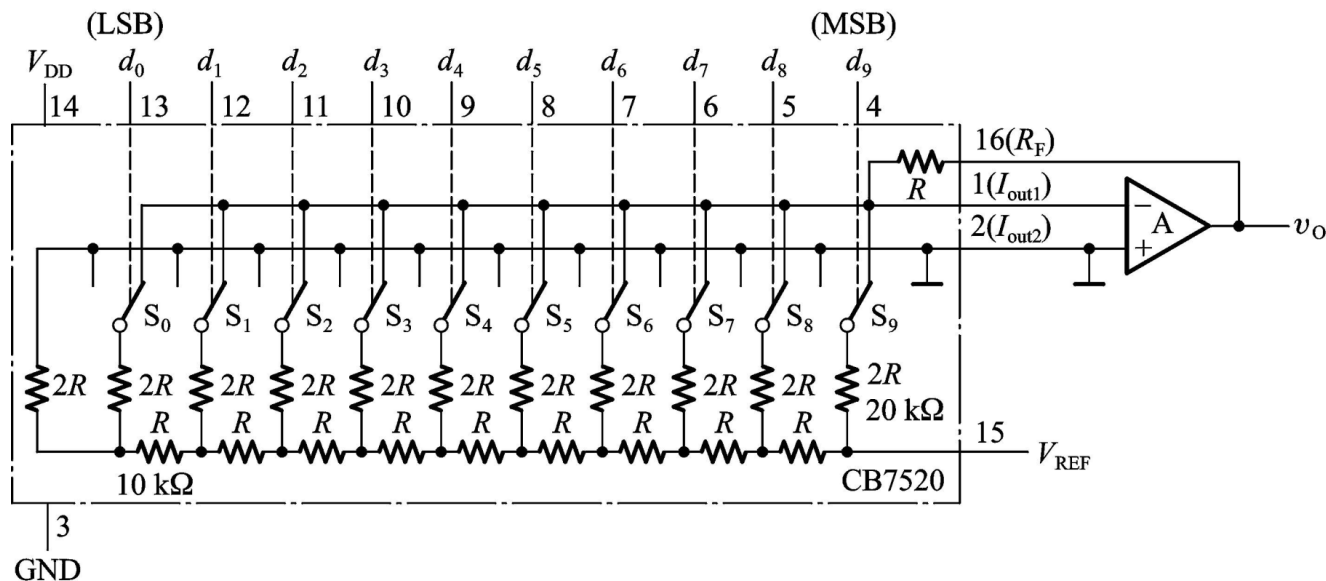 (LSB) (MSB)
V_DD d_0 d_1 d_2 d_3 d_4 d_5 d_6 d_7 d_8 d_9
14 13 12 11 10 9 8 7 6 5 4
16(R_F)
R 1(I_out1)
2(I_out2) − A + v_O
S_0 S_1 S_2 S_3 S_4 S_5 S_6 S_7 S_8 S_9
2R 2R 2R 2R 2R 2R 2R 2R 2R 2R 2R
20 kΩ
R R R R R R R R R
15
V_REF
10 kΩ CB7520
3
GND